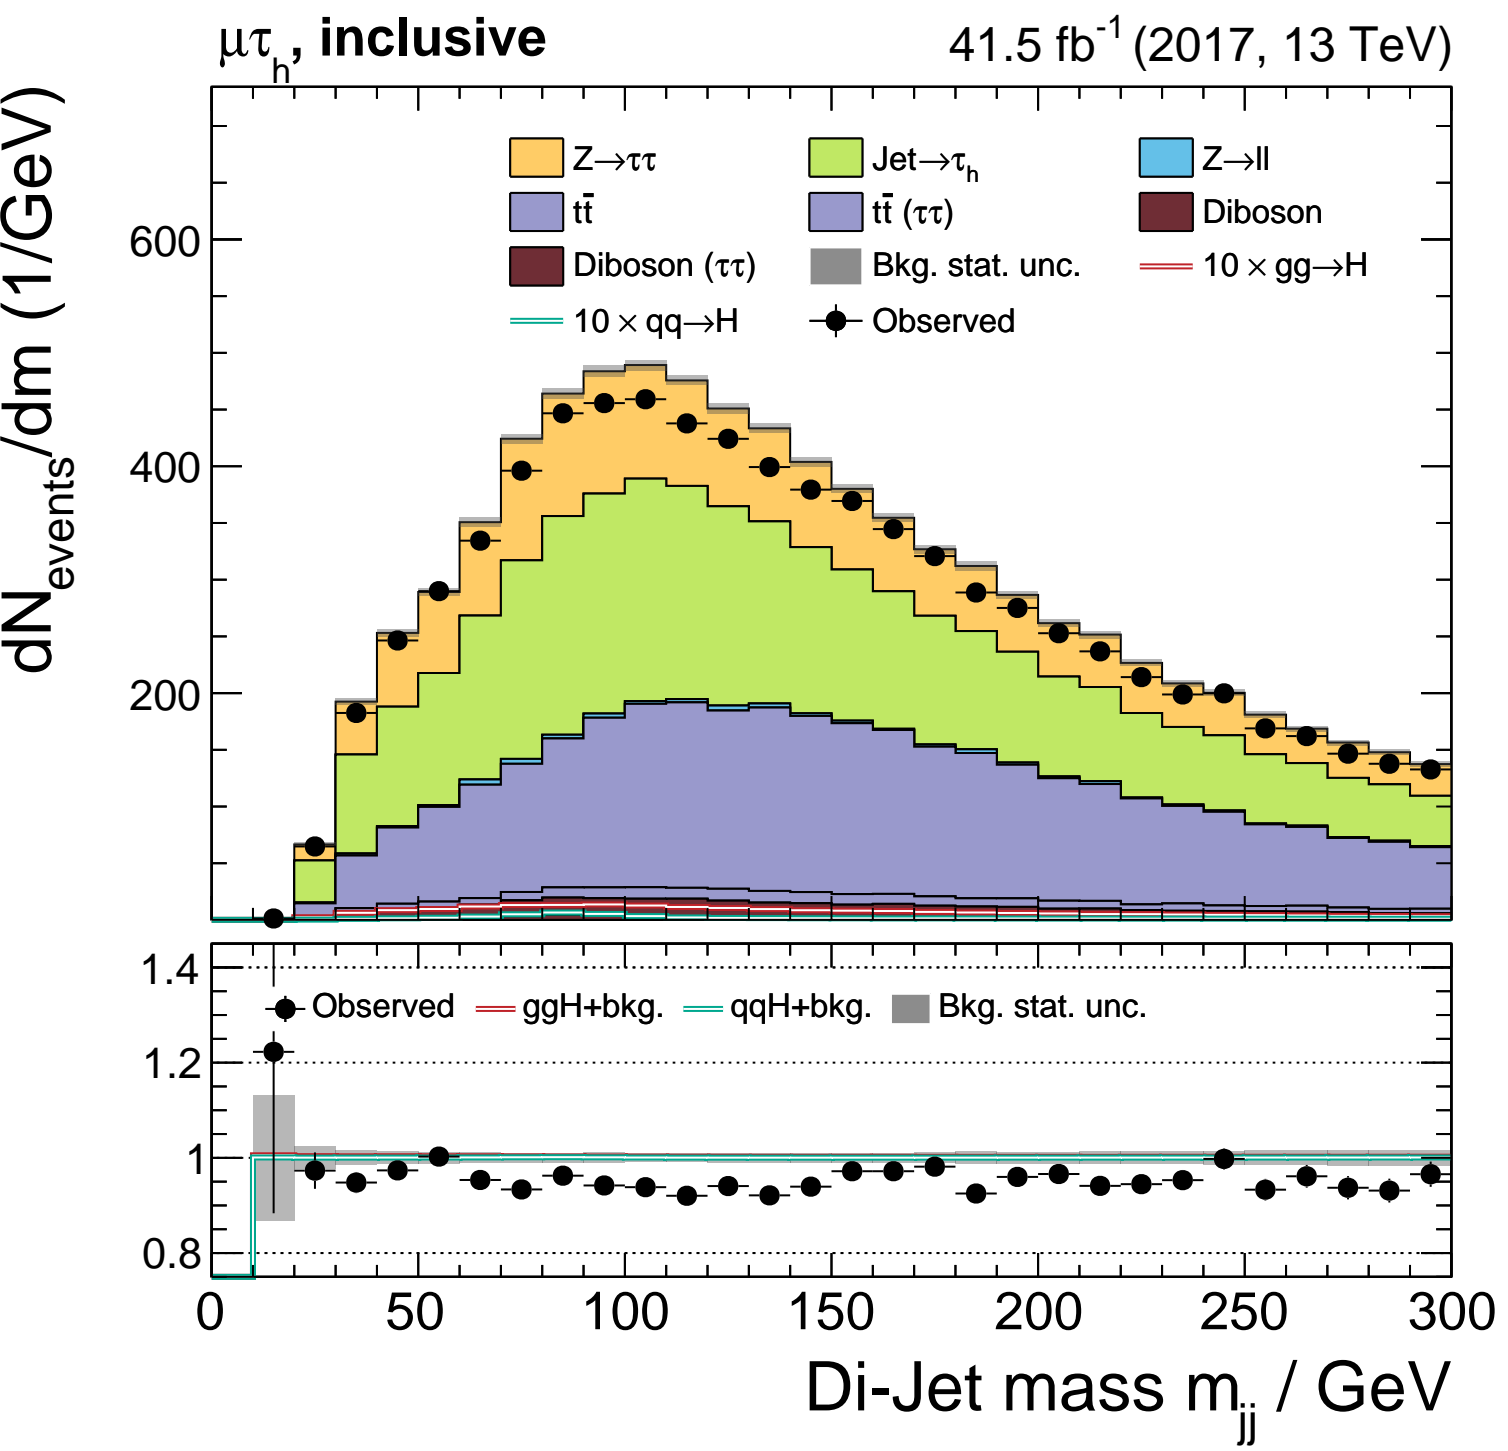 μτh, inclusive 41.5 fb-1 (2017, 13 TeV)
dNevents/dm (1/GeV)
Z→ττ Jet→τh Z→ll
tt̄ tt̄ (ττ) Diboson
Diboson (ττ) Bkg. stat. unc. 10 × gg→H
10 × qq→H Observed
600
400
200
1.4
Observed ggH+bkg. qqH+bkg. Bkg. stat. unc.
1.2
1
0.8
0 50 100 150 200 250 300
Di-Jet mass mjj / GeV